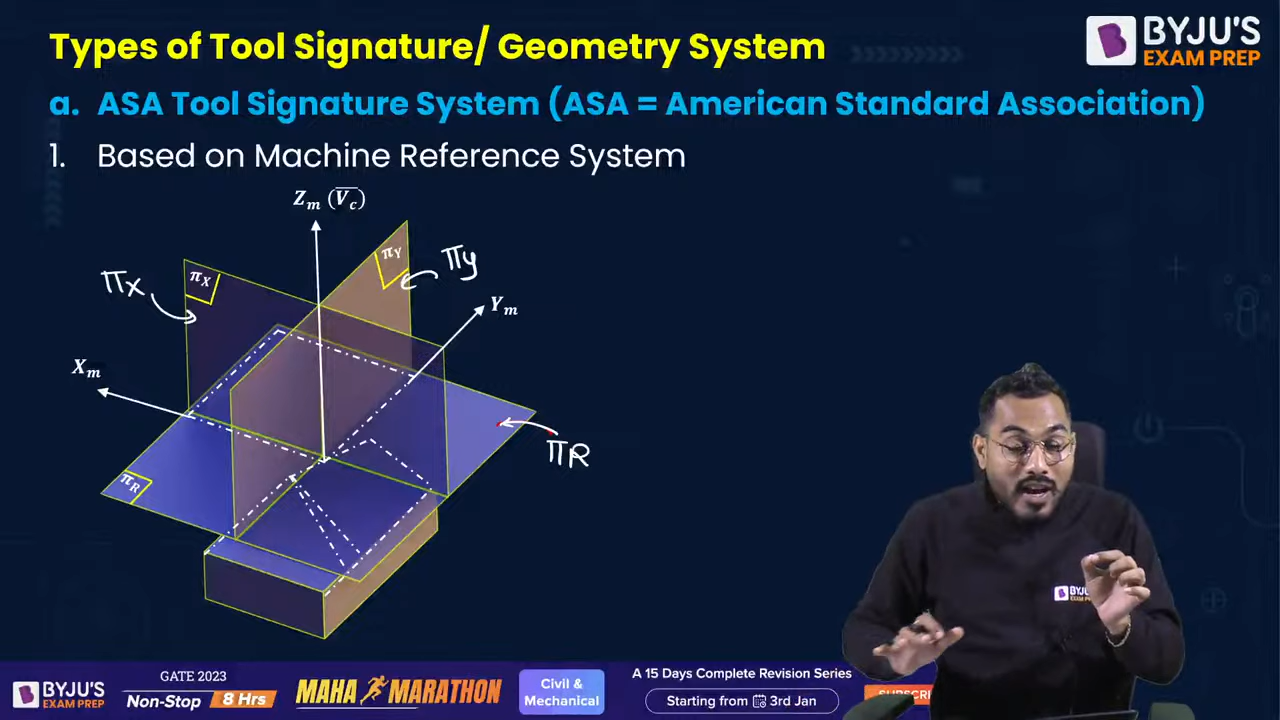 Types of Tool Signature/ Geometry System
BYJU'S
EXAM PREP
a. ASA Tool Signature System (ASA = American Standard Association)
1. Based on Machine Reference System
Zm (Vc)
πX
πX
πY
πy
Ym
Xm
πR
πR
BYJU'S
EXAM PREP
GATE 2023
Non-Stop 8 Hrs
MAHA MARATHON
Civil &
Mechanical
A 15 Days Complete Revision Series
Starting from 3rd Jan